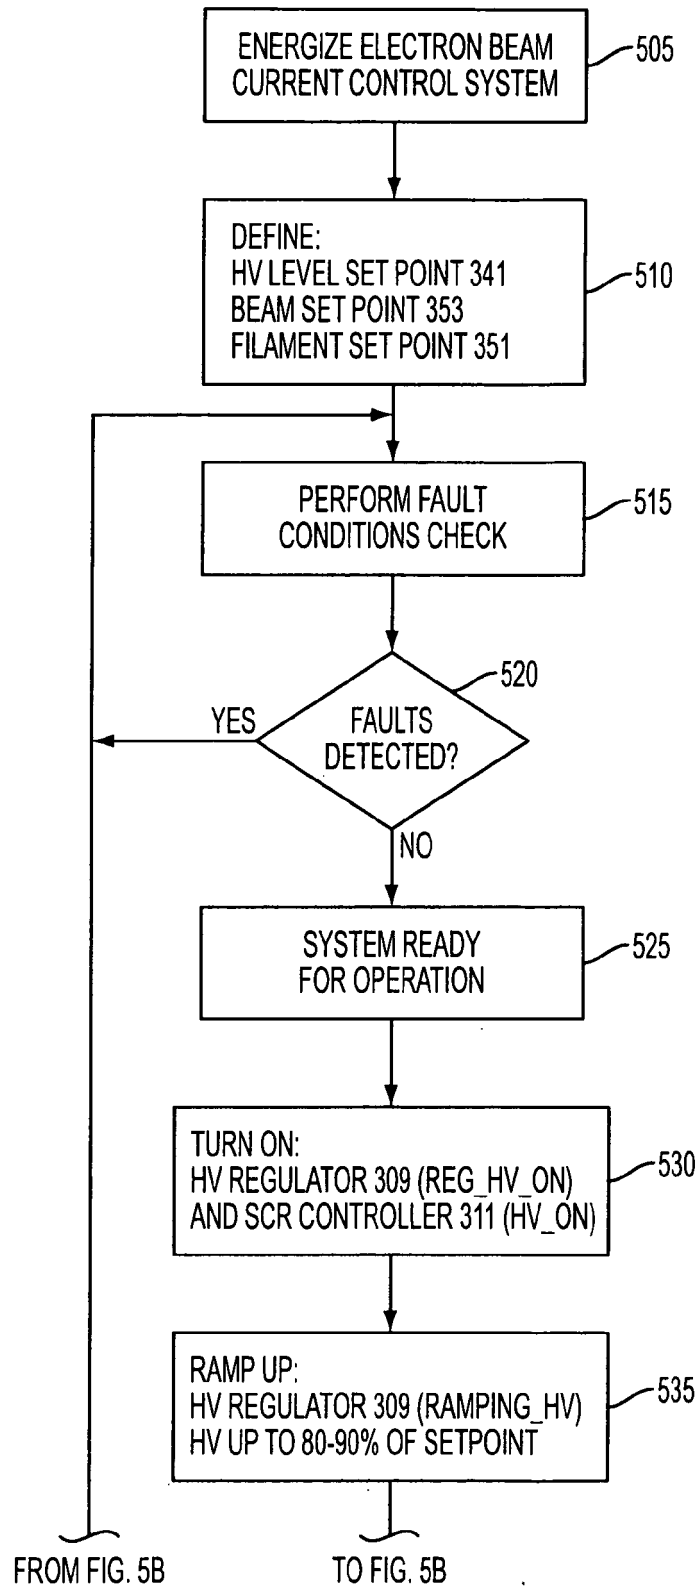 ENERGIZE ELECTRON BEAM
CURRENT CONTROL SYSTEM
505
DEFINE:
HV LEVEL SET POINT 341
BEAM SET POINT 353
FILAMENT SET POINT 351
510
PERFORM FAULT
CONDITIONS CHECK
515
520
YES
FAULTS
DETECTED?
NO
SYSTEM READY
FOR OPERATION
525
TURN ON:
HV REGULATOR 309 (REG_HV_ON)
AND SCR CONTROLLER 311 (HV_ON)
530
RAMP UP:
HV REGULATOR 309 (RAMPING_HV)
HV UP TO 80-90% OF SETPOINT
535
FROM FIG. 5B
TO FIG. 5B